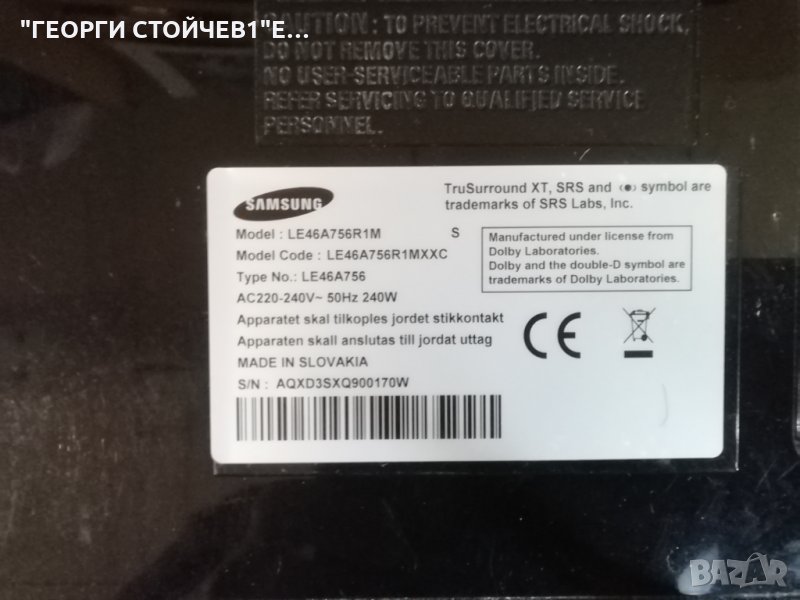 "ГЕОРГИ СТОЙЧЕВ1"Е...
CAUTION: TO PREVENT ELECTRICAL SHOCK,
DO NOT REMOVE THIS COVER.
NO USER-SERVICEABLE PARTS INSIDE.
REFER SERVICING TO QUALIFIED SERVICE
PERSONNEL.
SAMSUNG
TruSurround XT, SRS and (●) symbol are
trademarks of SRS Labs, Inc.
Model : LE46A756R1M S
Model Code : LE46A756R1MXXC
Type No.: LE46A756
AC220-240V~ 50Hz 240W
Manufactured under license from
Dolby Laboratories.
Dolby and the double-D symbol are
trademarks of Dolby Laboratories.
Apparatet skal tilkoples jordet stikkontakt
Apparaten skall anslutas till jordat uttag
MADE IN SLOVAKIA
S/N : AQXD3SXQ900170W
CE
BAZAR